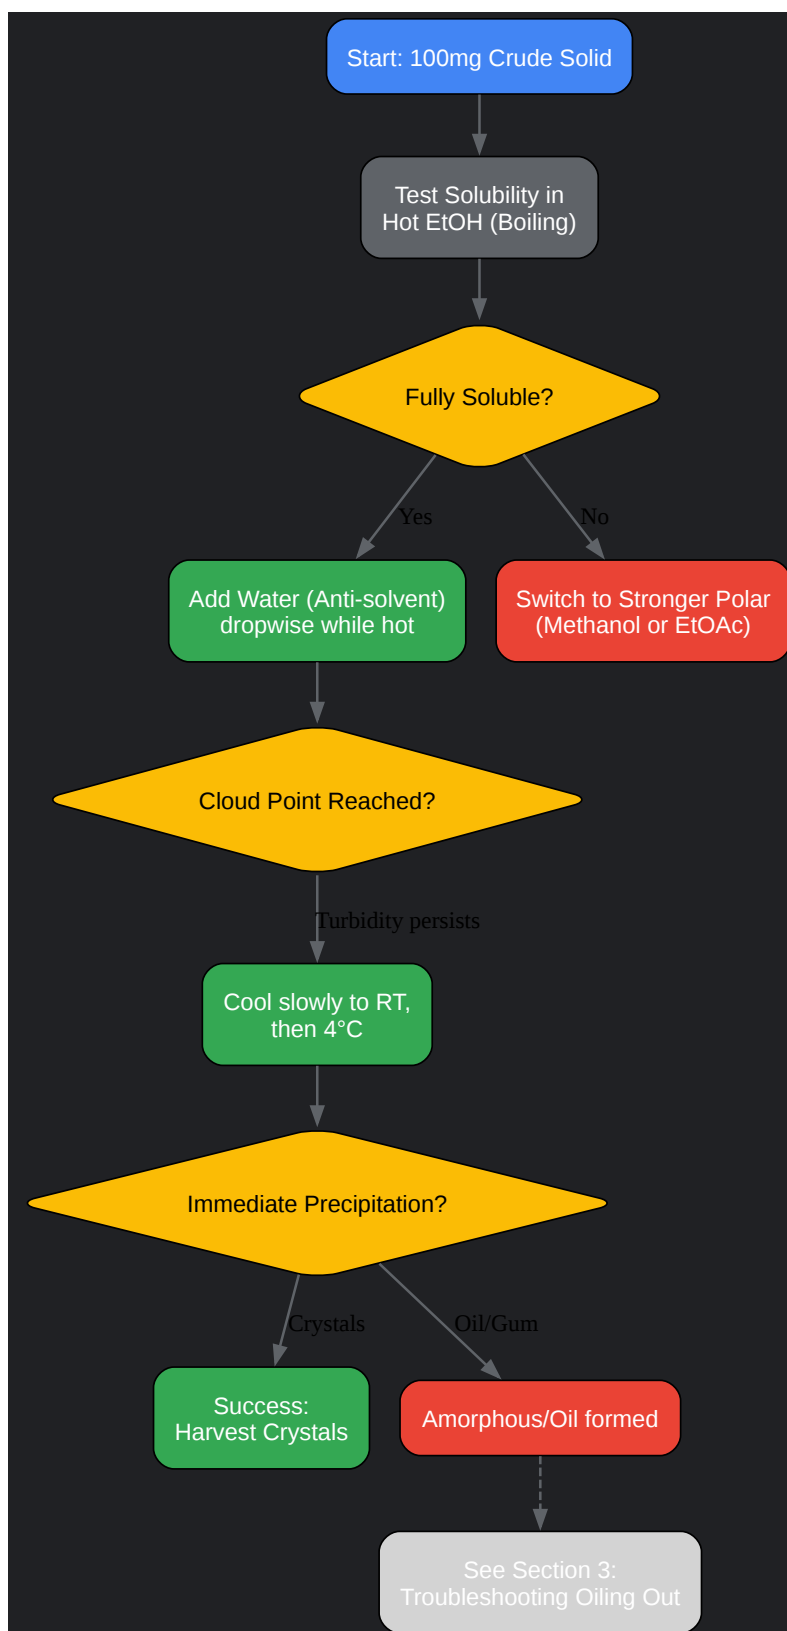 Start: 100mg Crude Solid
Test Solubility in
Hot EtOH (Boiling)
Fully Soluble?
Yes
No
Add Water (Anti-solvent)
dropwise while hot
Switch to Stronger Polar
(Methanol or EtOAc)
Cloud Point Reached?
Turbidity persists
Cool slowly to RT,
then 4°C
Immediate Precipitation?
Crystals
Oil/Gum
Success:
Harvest Crystals
Amorphous/Oil formed
See Section 3:
Troubleshooting Oiling Out